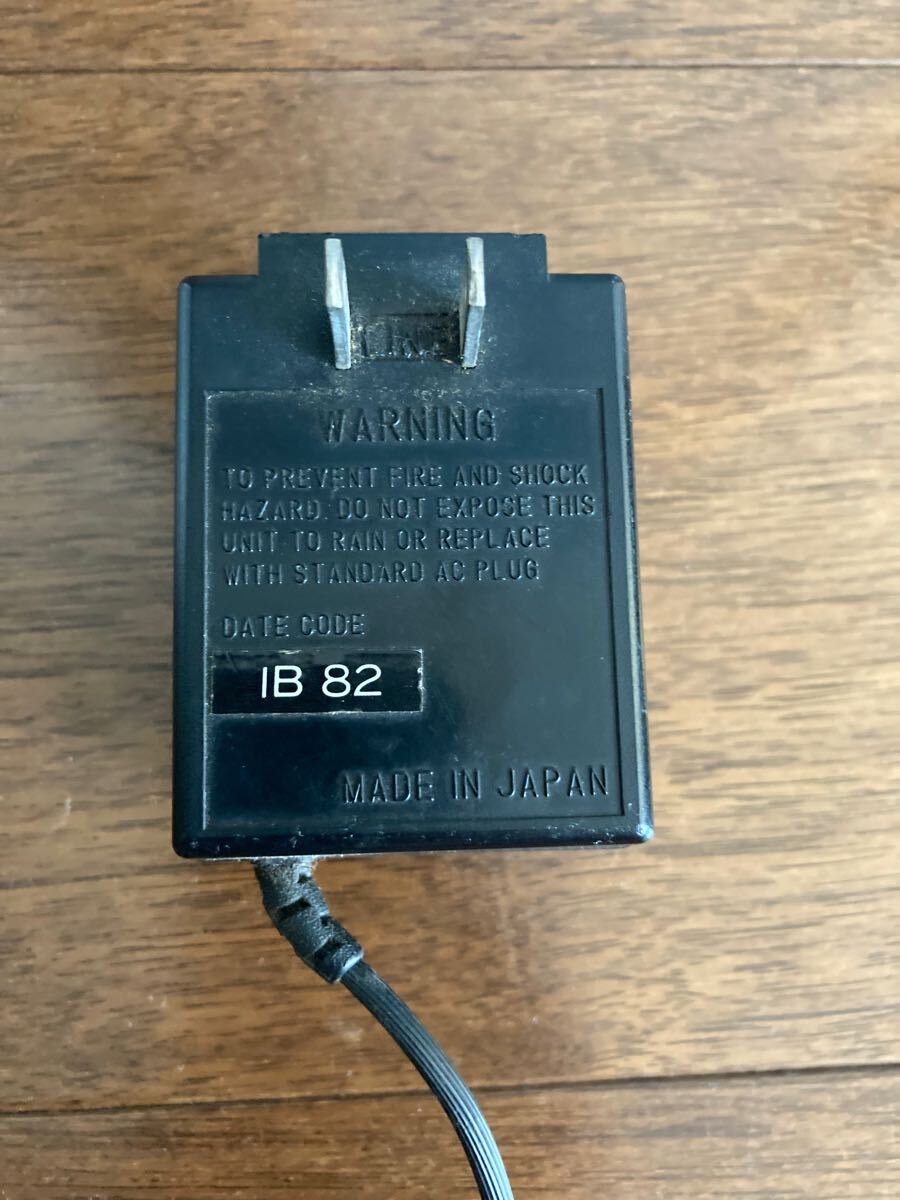 WARNING
TO PREVENT FIRE AND SHOCK
HAZARD. DO NOT EXPOSE THIS
UNIT TO RAIN OR REPLACE
WITH STANDARD AC PLUG
DATE CODE
IB 82
MADE IN JAPAN